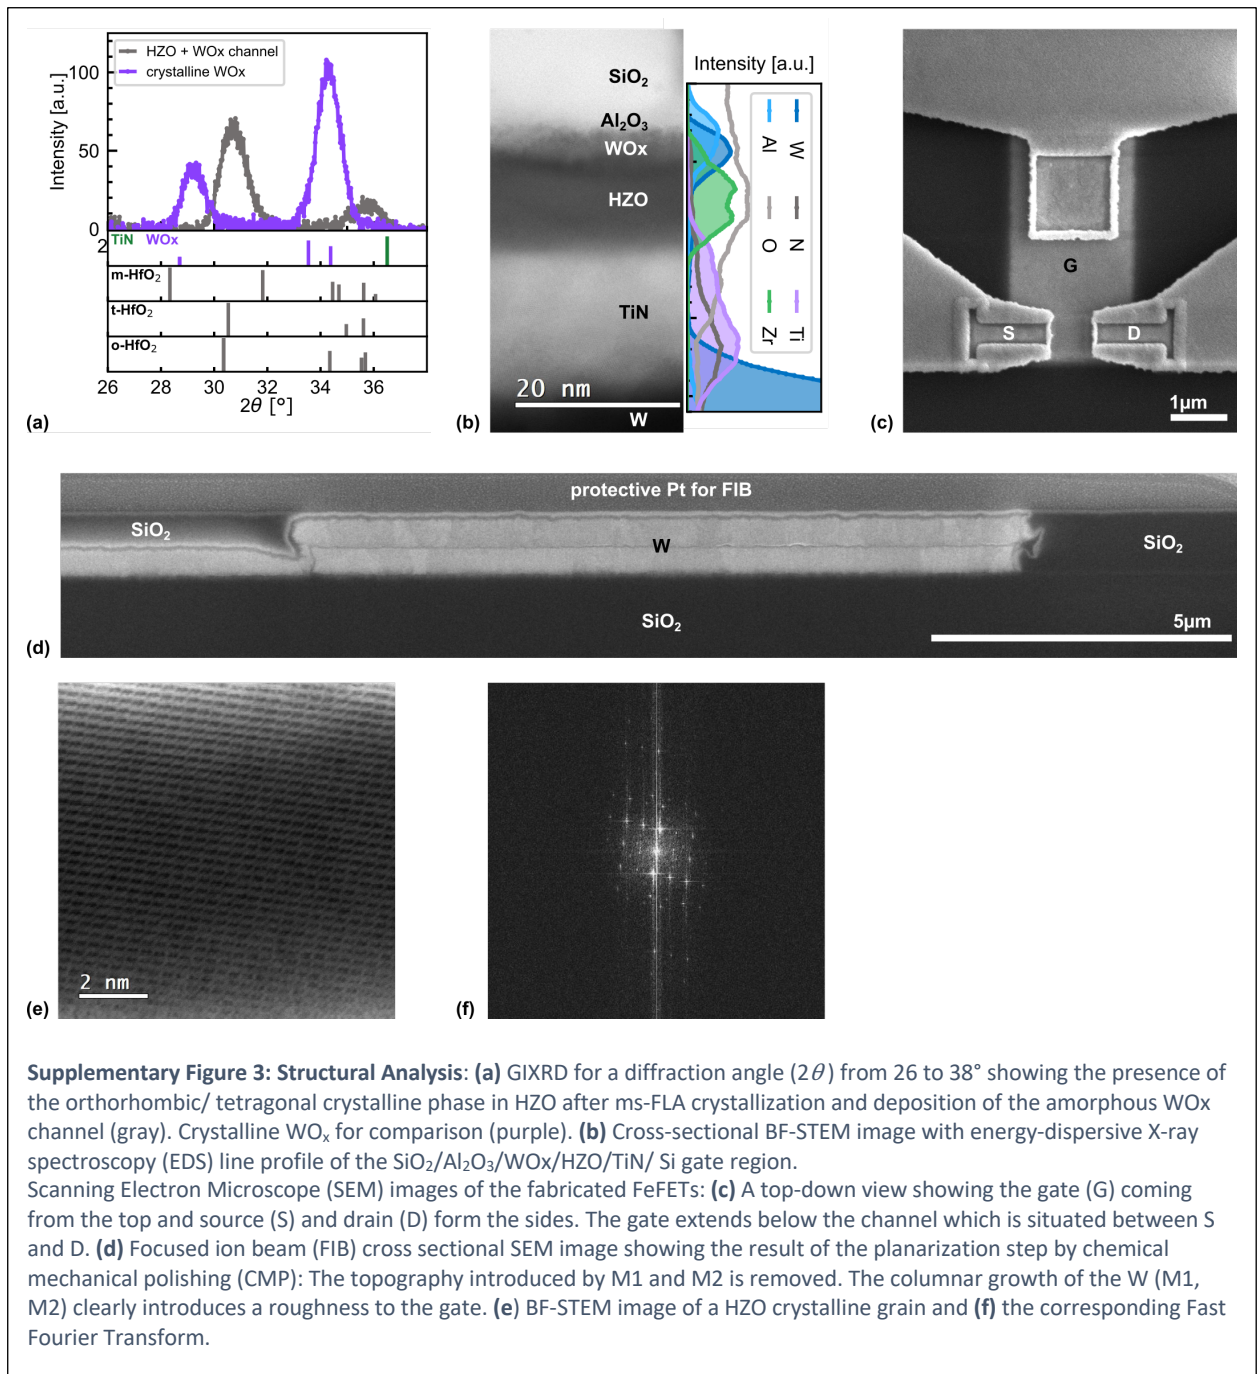 HZO + WOx channel
crystalline WOx
Intensity [a.u.]
100
50
0
2
TiN WOx
m-HfO₂
t-HfO₂
o-HfO₂
26 28 30 32 34 36
2θ [°]
(a)
SiO₂
Al₂O₃
WOx
HZO
TiN
20 nm
W
(b)
Intensity [a.u.]
W
Al
N
O
Ti
Zr
G
S
D
1µm
(c)
protective Pt for FIB
SiO₂
W
SiO₂
SiO₂
5µm
(d)
2 nm
(e)
(f)
Supplementary Figure 3: Structural Analysis: (a) GIXRD for a diffraction angle (2θ) from 26 to 38° showing the presence of
the orthorhombic/ tetragonal crystalline phase in HZO after ms-FLA crystallization and deposition of the amorphous WOx
channel (gray). Crystalline WOₓ for comparison (purple). (b) Cross-sectional BF-STEM image with energy-dispersive X-ray
spectroscopy (EDS) line profile of the SiO₂/Al₂O₃/WOx/HZO/TiN/ Si gate region.
Scanning Electron Microscope (SEM) images of the fabricated FeFETs: (c) A top-down view showing the gate (G) coming
from the top and source (S) and drain (D) form the sides. The gate extends below the channel which is situated between S
and D. (d) Focused ion beam (FIB) cross sectional SEM image showing the result of the planarization step by chemical
mechanical polishing (CMP): The topography introduced by M1 and M2 is removed. The columnar growth of the W (M1,
M2) clearly introduces a roughness to the gate. (e) BF-STEM image of a HZO crystalline grain and (f) the corresponding Fast
Fourier Transform.